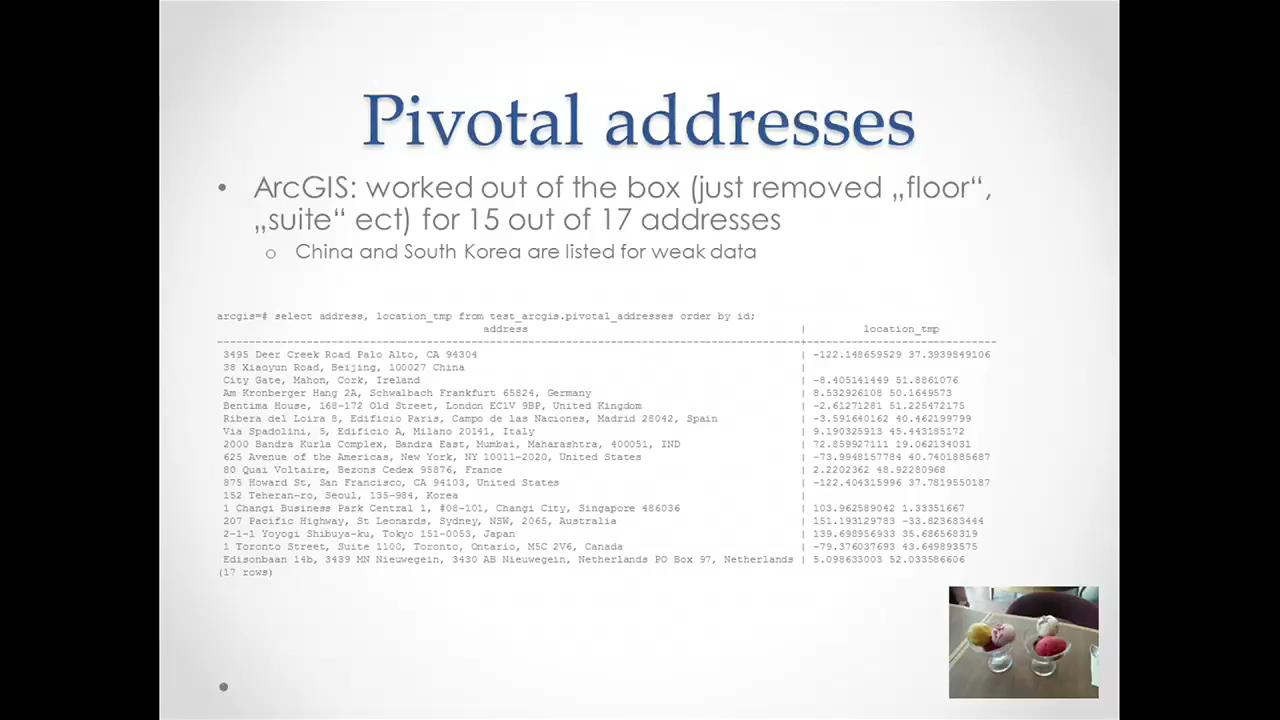 Pivotal addresses
• ArcGIS: worked out of the box (just removed „floor“,
„suite“ ect) for 15 out of 17 addresses
o China and South Korea are listed for weak data
arcgis=# select address, location_tmp from test_arcgis.pivotal_addresses order by id;
address | location_tmp
3495 Deer Creek Road Palo Alto, CA 94304 | -122.148659529 37.3939849106
38 Xiaoyun Road, Beijing, 100027 China |
City Gate, Mahon, Cork, Ireland | -8.405141449 51.8861076
Am Kronberger Hang 2A, Schwalbach Frankfurt 65824, Germany | 8.532926108 50.1649573
Bentima House, 168-172 Old Street, London EC1V 9BP, United Kingdom | -2.61271281 51.225472175
Ribera del Loira 8, Edificio Paris, Campo de las Naciones, Madrid 28042, Spain | -3.591640162 40.462199799
Via Spadolini, 5, Edificio A, Milano 20141, Italy | 9.190325913 45.443185172
2000 Bandra Kurla Complex, Bandra East, Mumbai, Maharashtra, 400051, IND | 72.859927111 19.062134031
625 Avenue of the Americas, New York, NY 10011-2020, United States | -73.9948157784 40.7401885687
80 Quai Voltaire, Bezons Cedex 95876, France | 2.2202362 48.92280968
875 Howard St, San Francisco, CA 94103, United States | -122.404315996 37.7819550187
152 Teheran-ro, Seoul, 135-984, Korea |
1 Changi Business Park Central 1, #08-101, Changi City, Singapore 486036 | 103.962589042 1.33351667
207 Pacific Highway, St Leonards, Sydney, NSW, 2065, Australia | 151.193129783 -33.823683444
2-1-1 Yoyogi Shibuya-ku, Tokyo 151-0053, Japan | 139.698956933 35.686568319
1 Toronto Street, Suite 1100, Toronto, Ontario, M5C 2V6, Canada | -79.376037693 43.649893575
Edisonbaan 14b, 3439 MN Nieuwegein, 3430 AB Nieuwegein, Netherlands PO Box 97, Netherlands | 5.098633003 52.033586606
(17 rows)